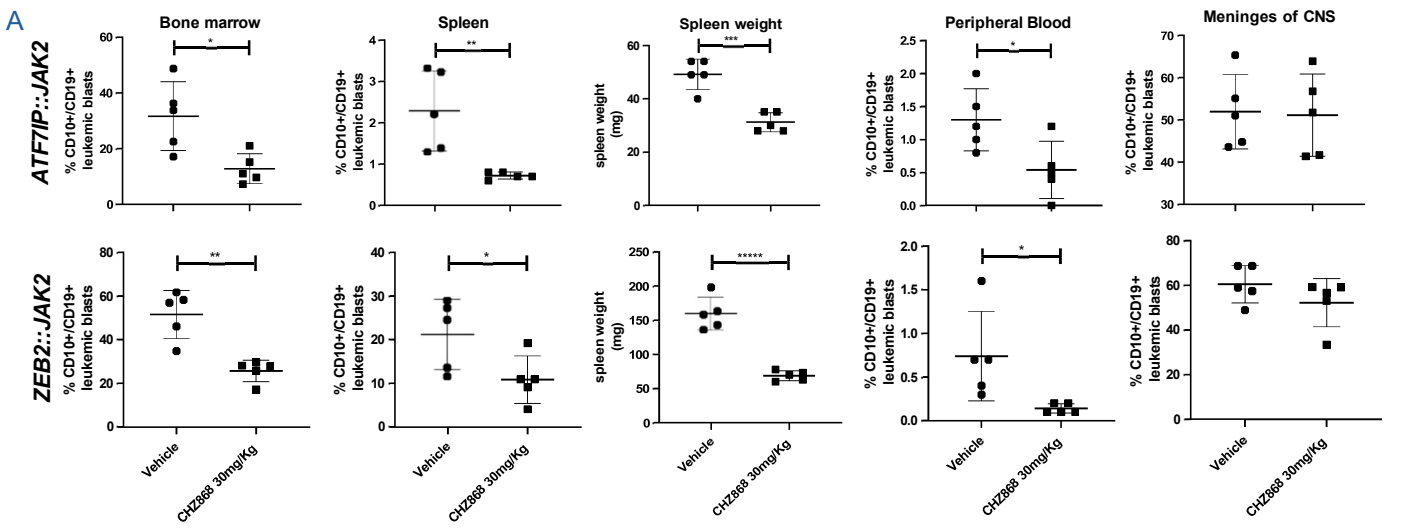 A
Bone marrow
Spleen
Spleen weight
Peripheral Blood
Meninges of CNS
ATF7IP::JAK2
% CD10+/CD19+
leukemic blasts
60
40
20
0
*
% CD10+/CD19+
leukemic blasts
4
3
2
1
0
**
spleen weight
(mg)
60
40
20
0
***
% CD10+/CD19+
leukemic blasts
2.5
2.0
1.5
1.0
0.5
0.0
*
% CD10+/CD19+
leukemic blasts
70
60
50
40
30
ZEB2::JAK2
% CD10+/CD19+
leukemic blasts
80
60
40
20
0
**
Vehicle
CHZ868 30mg/Kg
% CD10+/CD19+
leukemic blasts
40
30
20
10
0
*
Vehicle
CHZ868 30mg/Kg
spleen weight
(mg)
250
200
150
100
50
0
*****
Vehicle
CHZ868 30mg/Kg
% CD10+/CD19+
leukemic blasts
2.0
1.5
1.0
0.5
0.0
*
Vehicle
CHZ868 30mg/Kg
% CD10+/CD19+
leukemic blasts
80
60
40
20
0
Vehicle
CHZ868 30mg/Kg